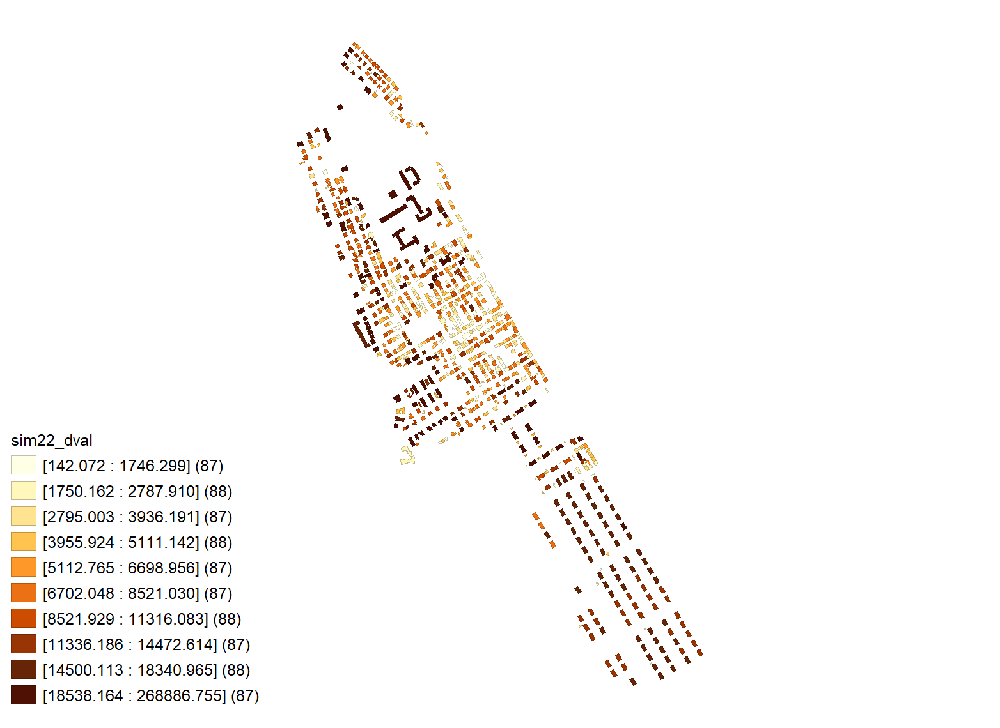 sim22_dval
[142.072 : 1746.299] (87)
[1750.162 : 2787.910] (88)
[2795.003 : 3936.191] (87)
[3955.924 : 5111.142] (88)
[5112.765 : 6698.956] (87)
[6702.048 : 8521.030] (87)
[8521.929 : 11316.083] (88)
[11336.186 : 14472.614] (87)
[14500.113 : 18340.965] (88)
[18538.164 : 268886.755] (87)